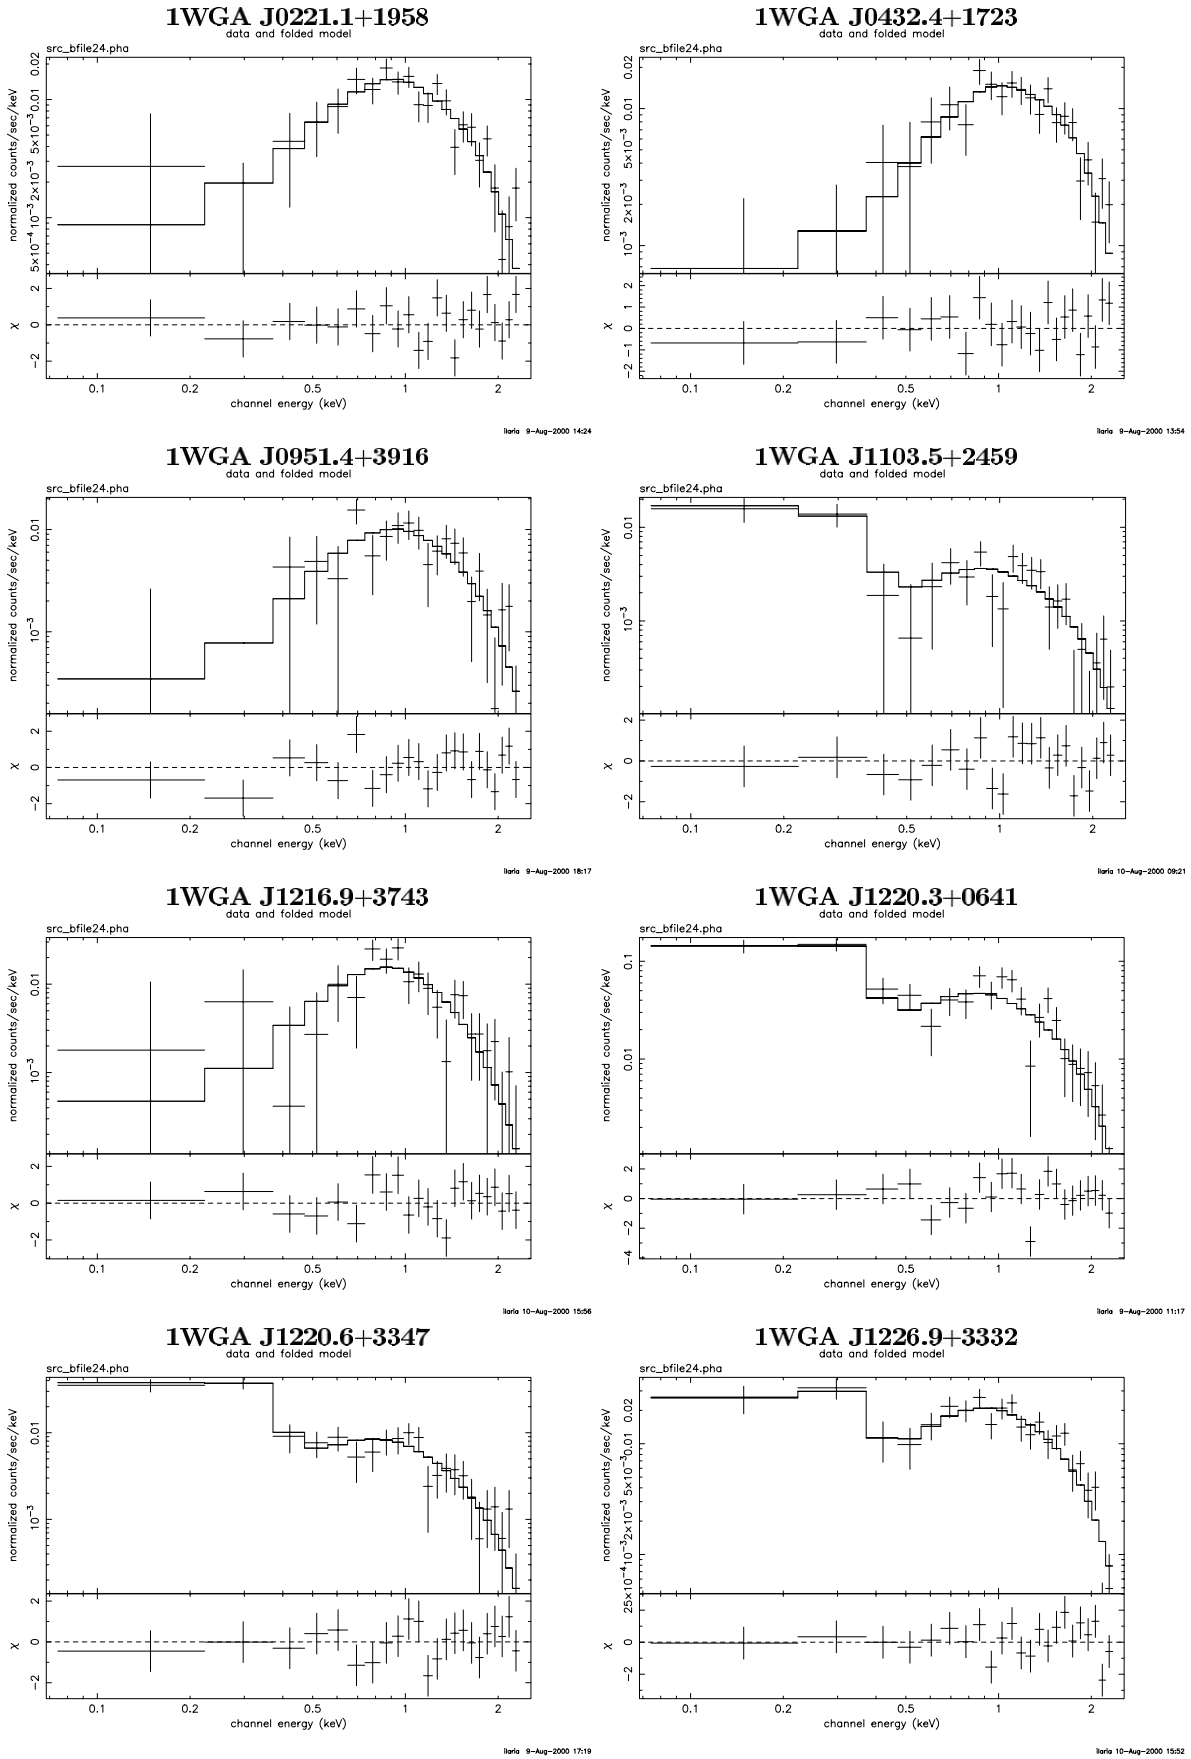 1WGA J0221.1+1958
data and folded model
src_bfile24.pha
normalized counts/sec/keV
0.02
0.01
5×10⁻³
2×10⁻³
10⁻³
5×10⁻⁴
χ
2
0
−2
0.1 0.2 0.5 1 2
channel energy (keV)
ilaria 9−Aug−2000 14:24
1WGA J0432.4+1723
data and folded model
src_bfile24.pha
normalized counts/sec/keV
0.02
0.01
5×10⁻³
2×10⁻³
10⁻³
χ
2
1
0
−1
−2
0.1 0.2 0.5 1 2
channel energy (keV)
ilaria 9−Aug−2000 13:54
1WGA J0951.4+3916
data and folded model
src_bfile24.pha
normalized counts/sec/keV
0.01
10⁻³
χ
2
0
−2
0.1 0.2 0.5 1 2
channel energy (keV)
ilaria 9−Aug−2000 18:17
1WGA J1103.5+2459
data and folded model
src_bfile24.pha
normalized counts/sec/keV
0.01
10⁻³
χ
2
0
−2
0.1 0.2 0.5 1 2
channel energy (keV)
ilaria 10−Aug−2000 09:21
1WGA J1216.9+3743
data and folded model
src_bfile24.pha
normalized counts/sec/keV
0.01
10⁻³
χ
2
0
−2
0.1 0.2 0.5 1 2
channel energy (keV)
ilaria 10−Aug−2000 15:56
1WGA J1220.3+0641
data and folded model
src_bfile24.pha
normalized counts/sec/keV
0.1
0.01
χ
2
0
−2
−4
0.1 0.2 0.5 1 2
channel energy (keV)
ilaria 9−Aug−2000 11:17
1WGA J1220.6+3347
data and folded model
src_bfile24.pha
normalized counts/sec/keV
0.01
10⁻³
χ
2
0
−2
0.1 0.2 0.5 1 2
channel energy (keV)
ilaria 9−Aug−2000 17:19
1WGA J1226.9+3332
data and folded model
src_bfile24.pha
normalized counts/sec/keV
0.02
0.01
5×10⁻³
2×10⁻³
10⁻³
5×10⁻⁴
χ
2
0
−2
0.1 0.2 0.5 1 2
channel energy (keV)
ilaria 10−Aug−2000 15:52